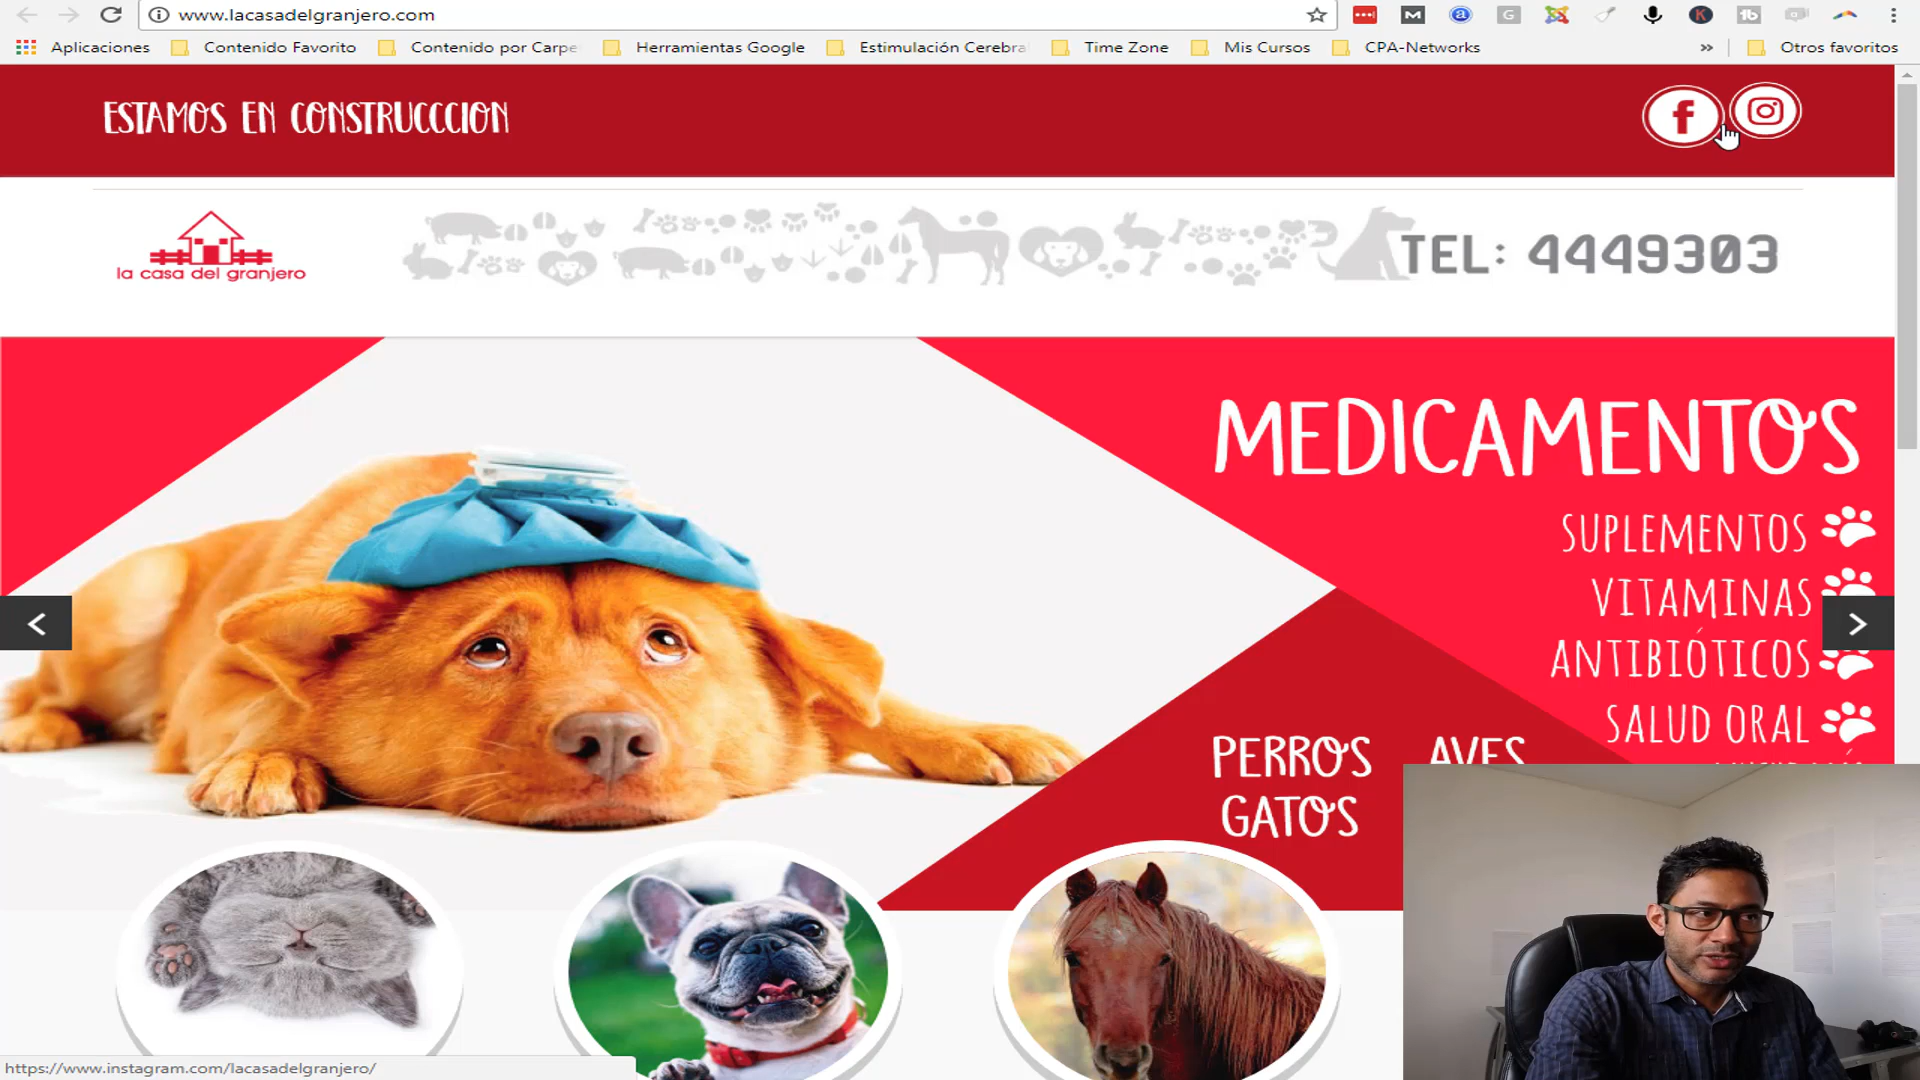 www.lacasadelgranjero.com
Aplicaciones
Contenido Favorito
Contenido por Carpe
Herramientas Google
Estimulación Cerebral
Time Zone
Mis Cursos
CPA-Networks
»
Otros favoritos
ESTAMOS EN CONSTRUCCCION
la casa del granjero
TEL: 4449303
MEDICAMENTOS
SUPLEMENTOS
VITAMINAS
ANTIBIÓTICOS
SALUD ORAL
PERROS AVES
GATOS
https://www.instagram.com/lacasadelgranjero/